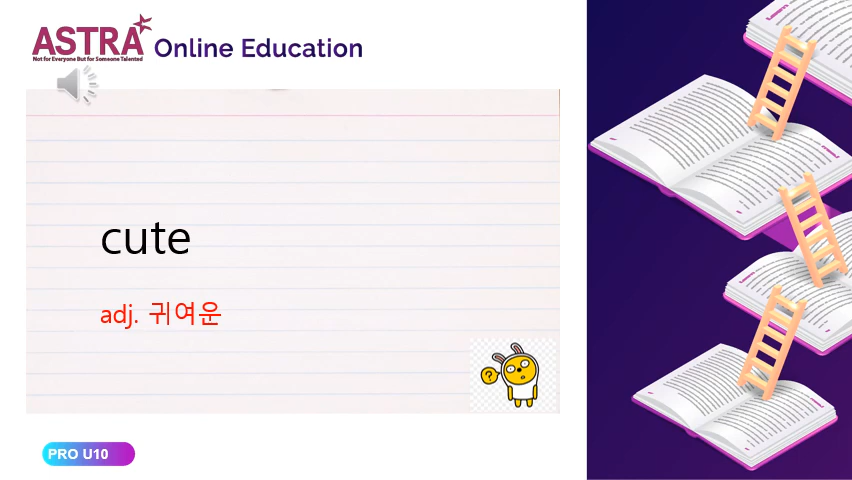 ASTRA
Not for Everyone But for Someone Talented
Online Education
cute
adj. 귀여운
?
PRO U10